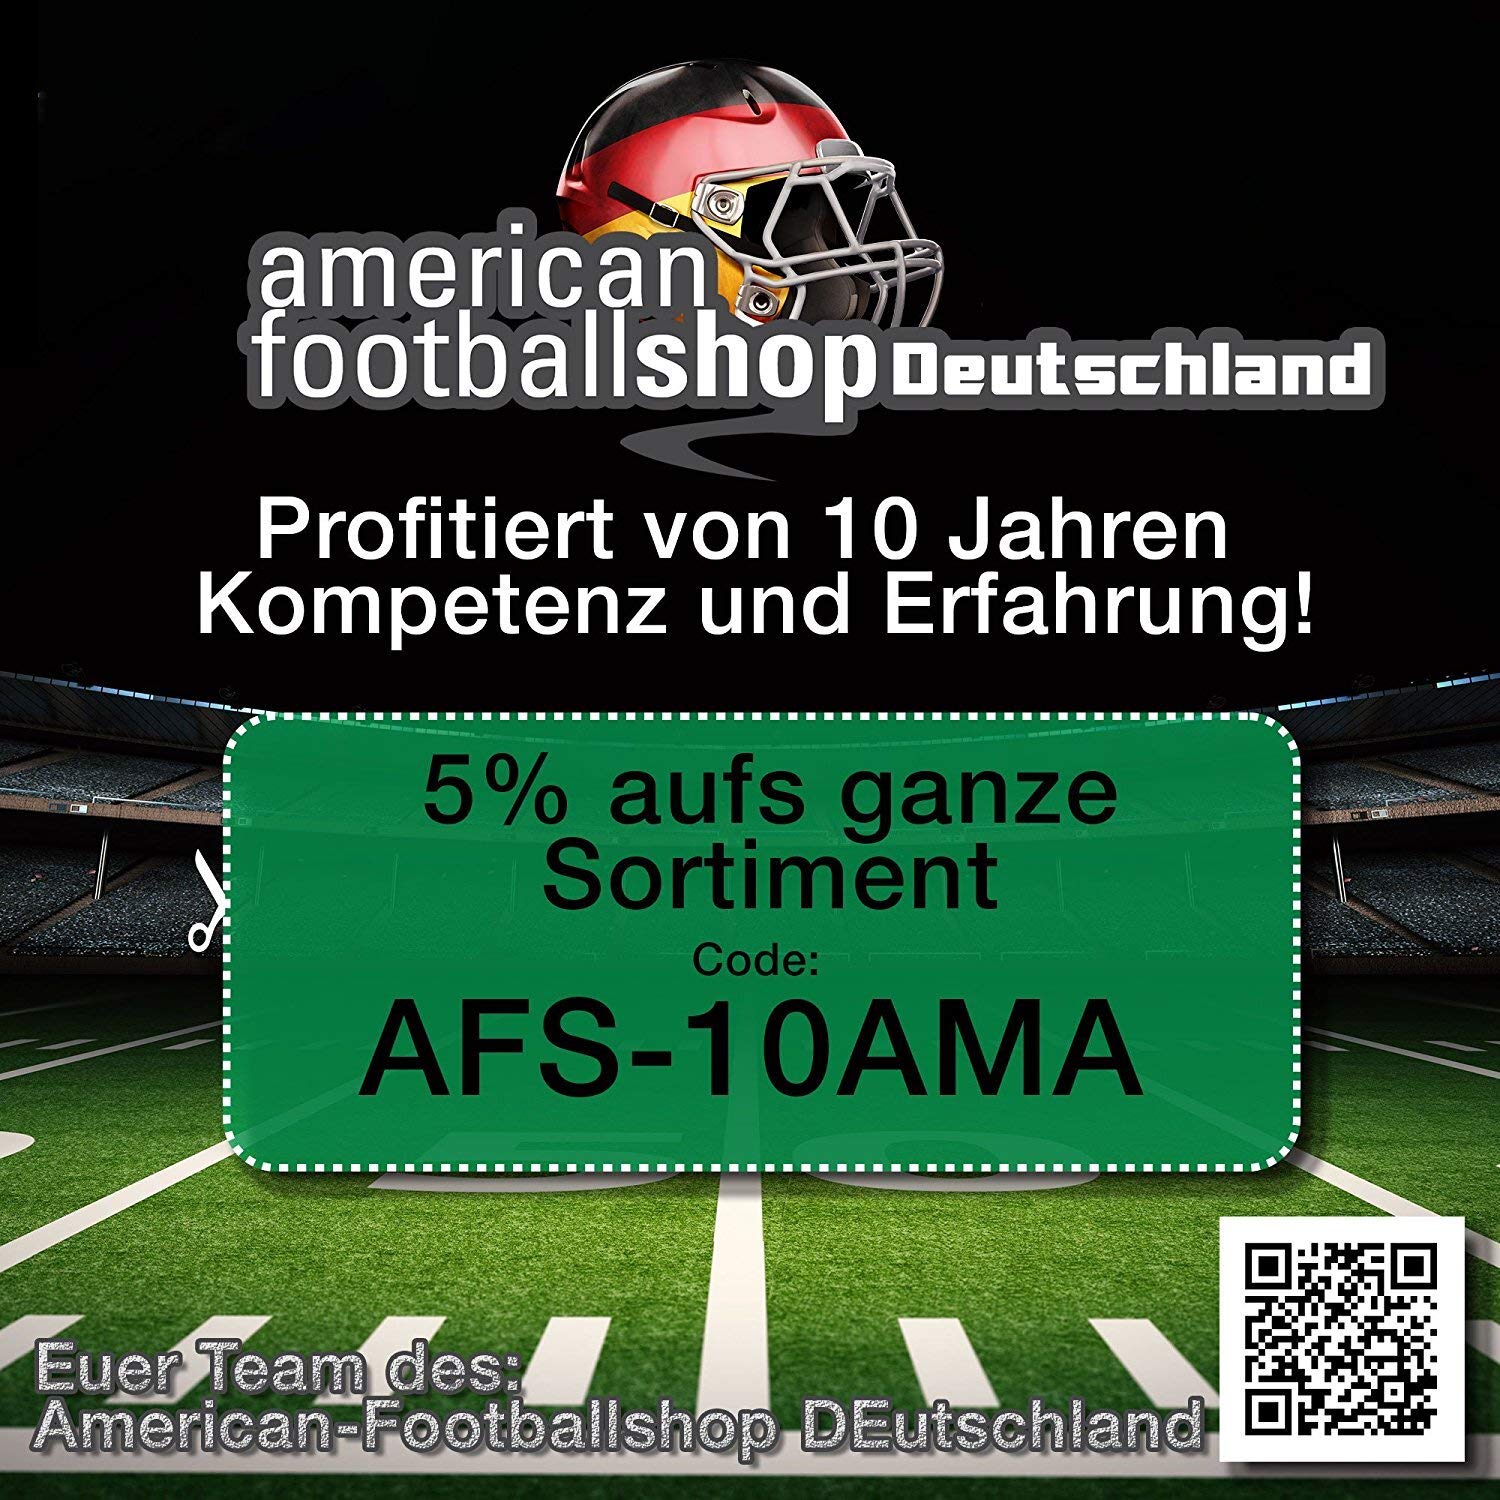 american
footballshop Deutschland
Profitiert von 10 Jahren
Kompetenz und Erfahrung!
5% aufs ganze
Sortiment
Code:
AFS-10AMA
50
Euer Team des:
American-Footballshop DEutschland